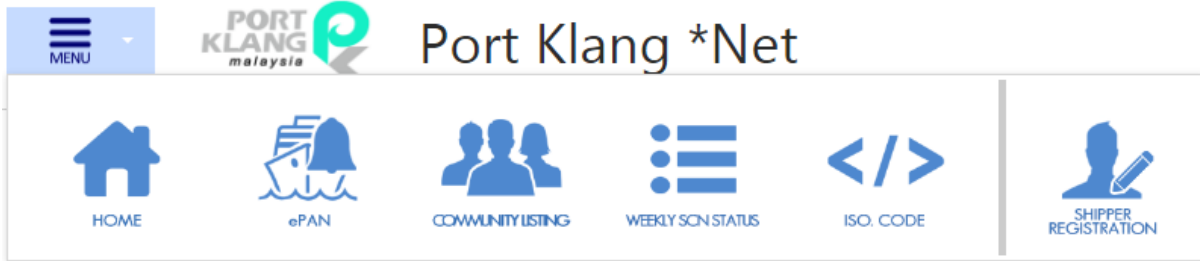 MENU
PORT
KLANG
malaysia
Port Klang *Net
HOME
ePAN
COMMUNITY LISTING
WEEKLY SCN STATUS
ISO. CODE
SHIPPER
REGISTRATION